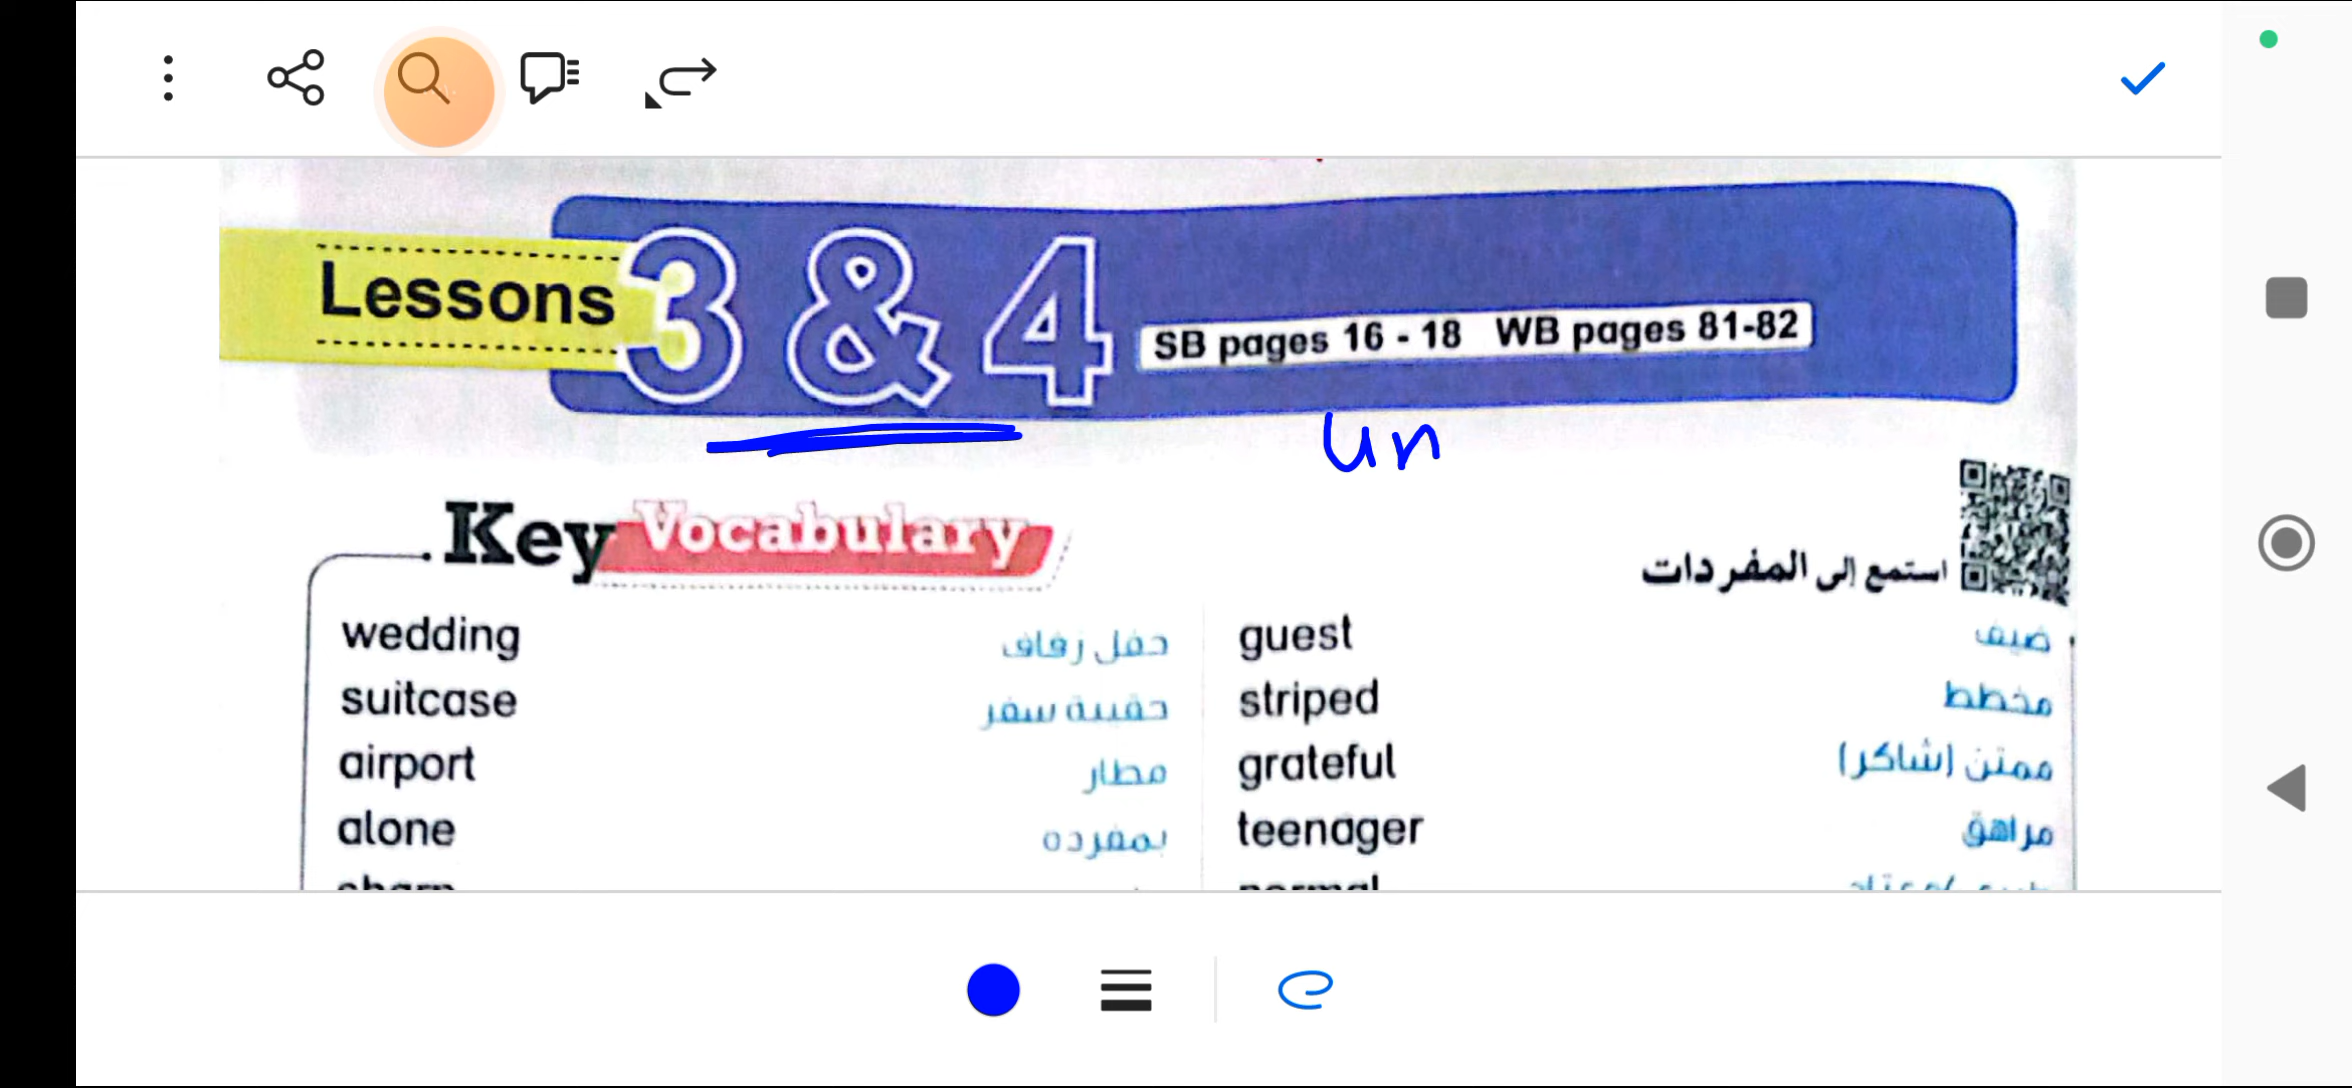 Lessons 3 & 4 SB pages 16 - 18 WB pages 81-82
un
Key Vocabulary
استمع إلى المفردات
wedding حفل زفاف guest ضيف
suitcase حقيبة سفر striped مخطط
airport مطار grateful ممتن (شاكر)
alone بمفرده teenager مراهق